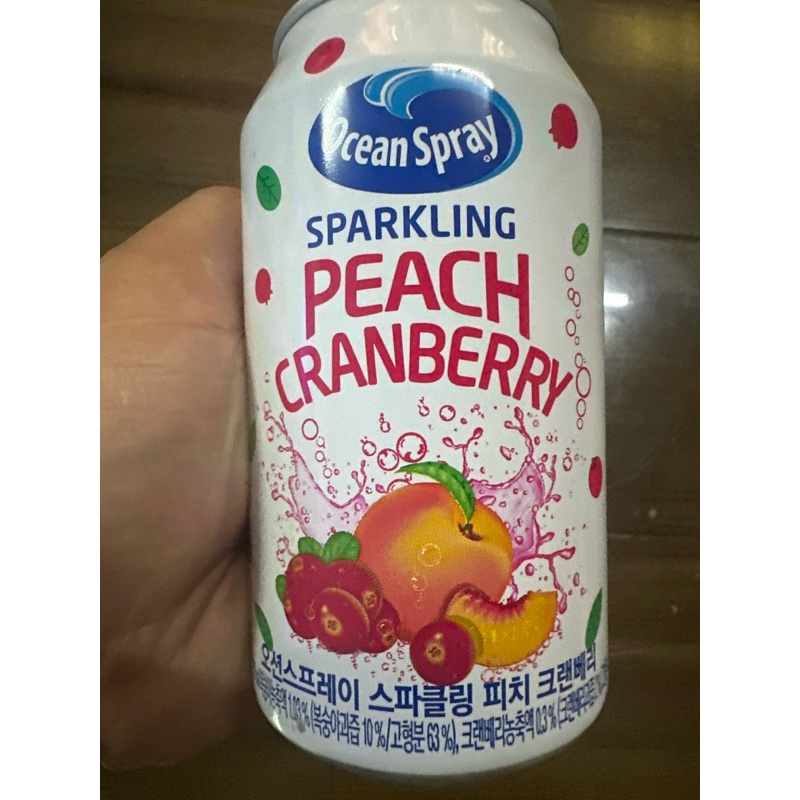 Ocean Spray
SPARKLING
PEACH
CRANBERRY
오션스프레이 스파클링 피치 크랜베리
(복숭아과즙 10%/고형분 63%), 크랜베리농축액 0.3%